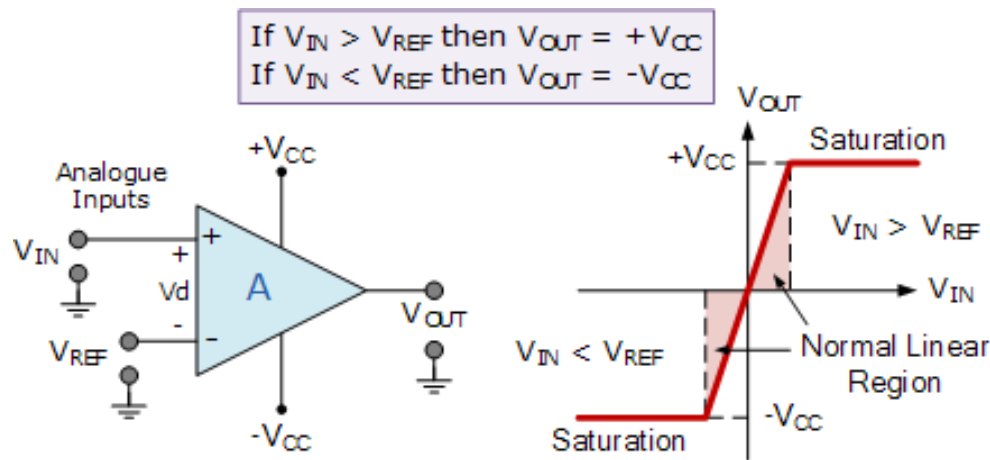 If VIN > VREF then VOUT = +VCC
If VIN < VREF then VOUT = -VCC
Analogue
Inputs
+VCC
VIN
+
+
Vd
A
-
-
VREF
VOUT
-VCC
VOUT
Saturation
+VCC
VIN > VREF
VIN
VIN < VREF
Normal Linear
Region
-VCC
Saturation